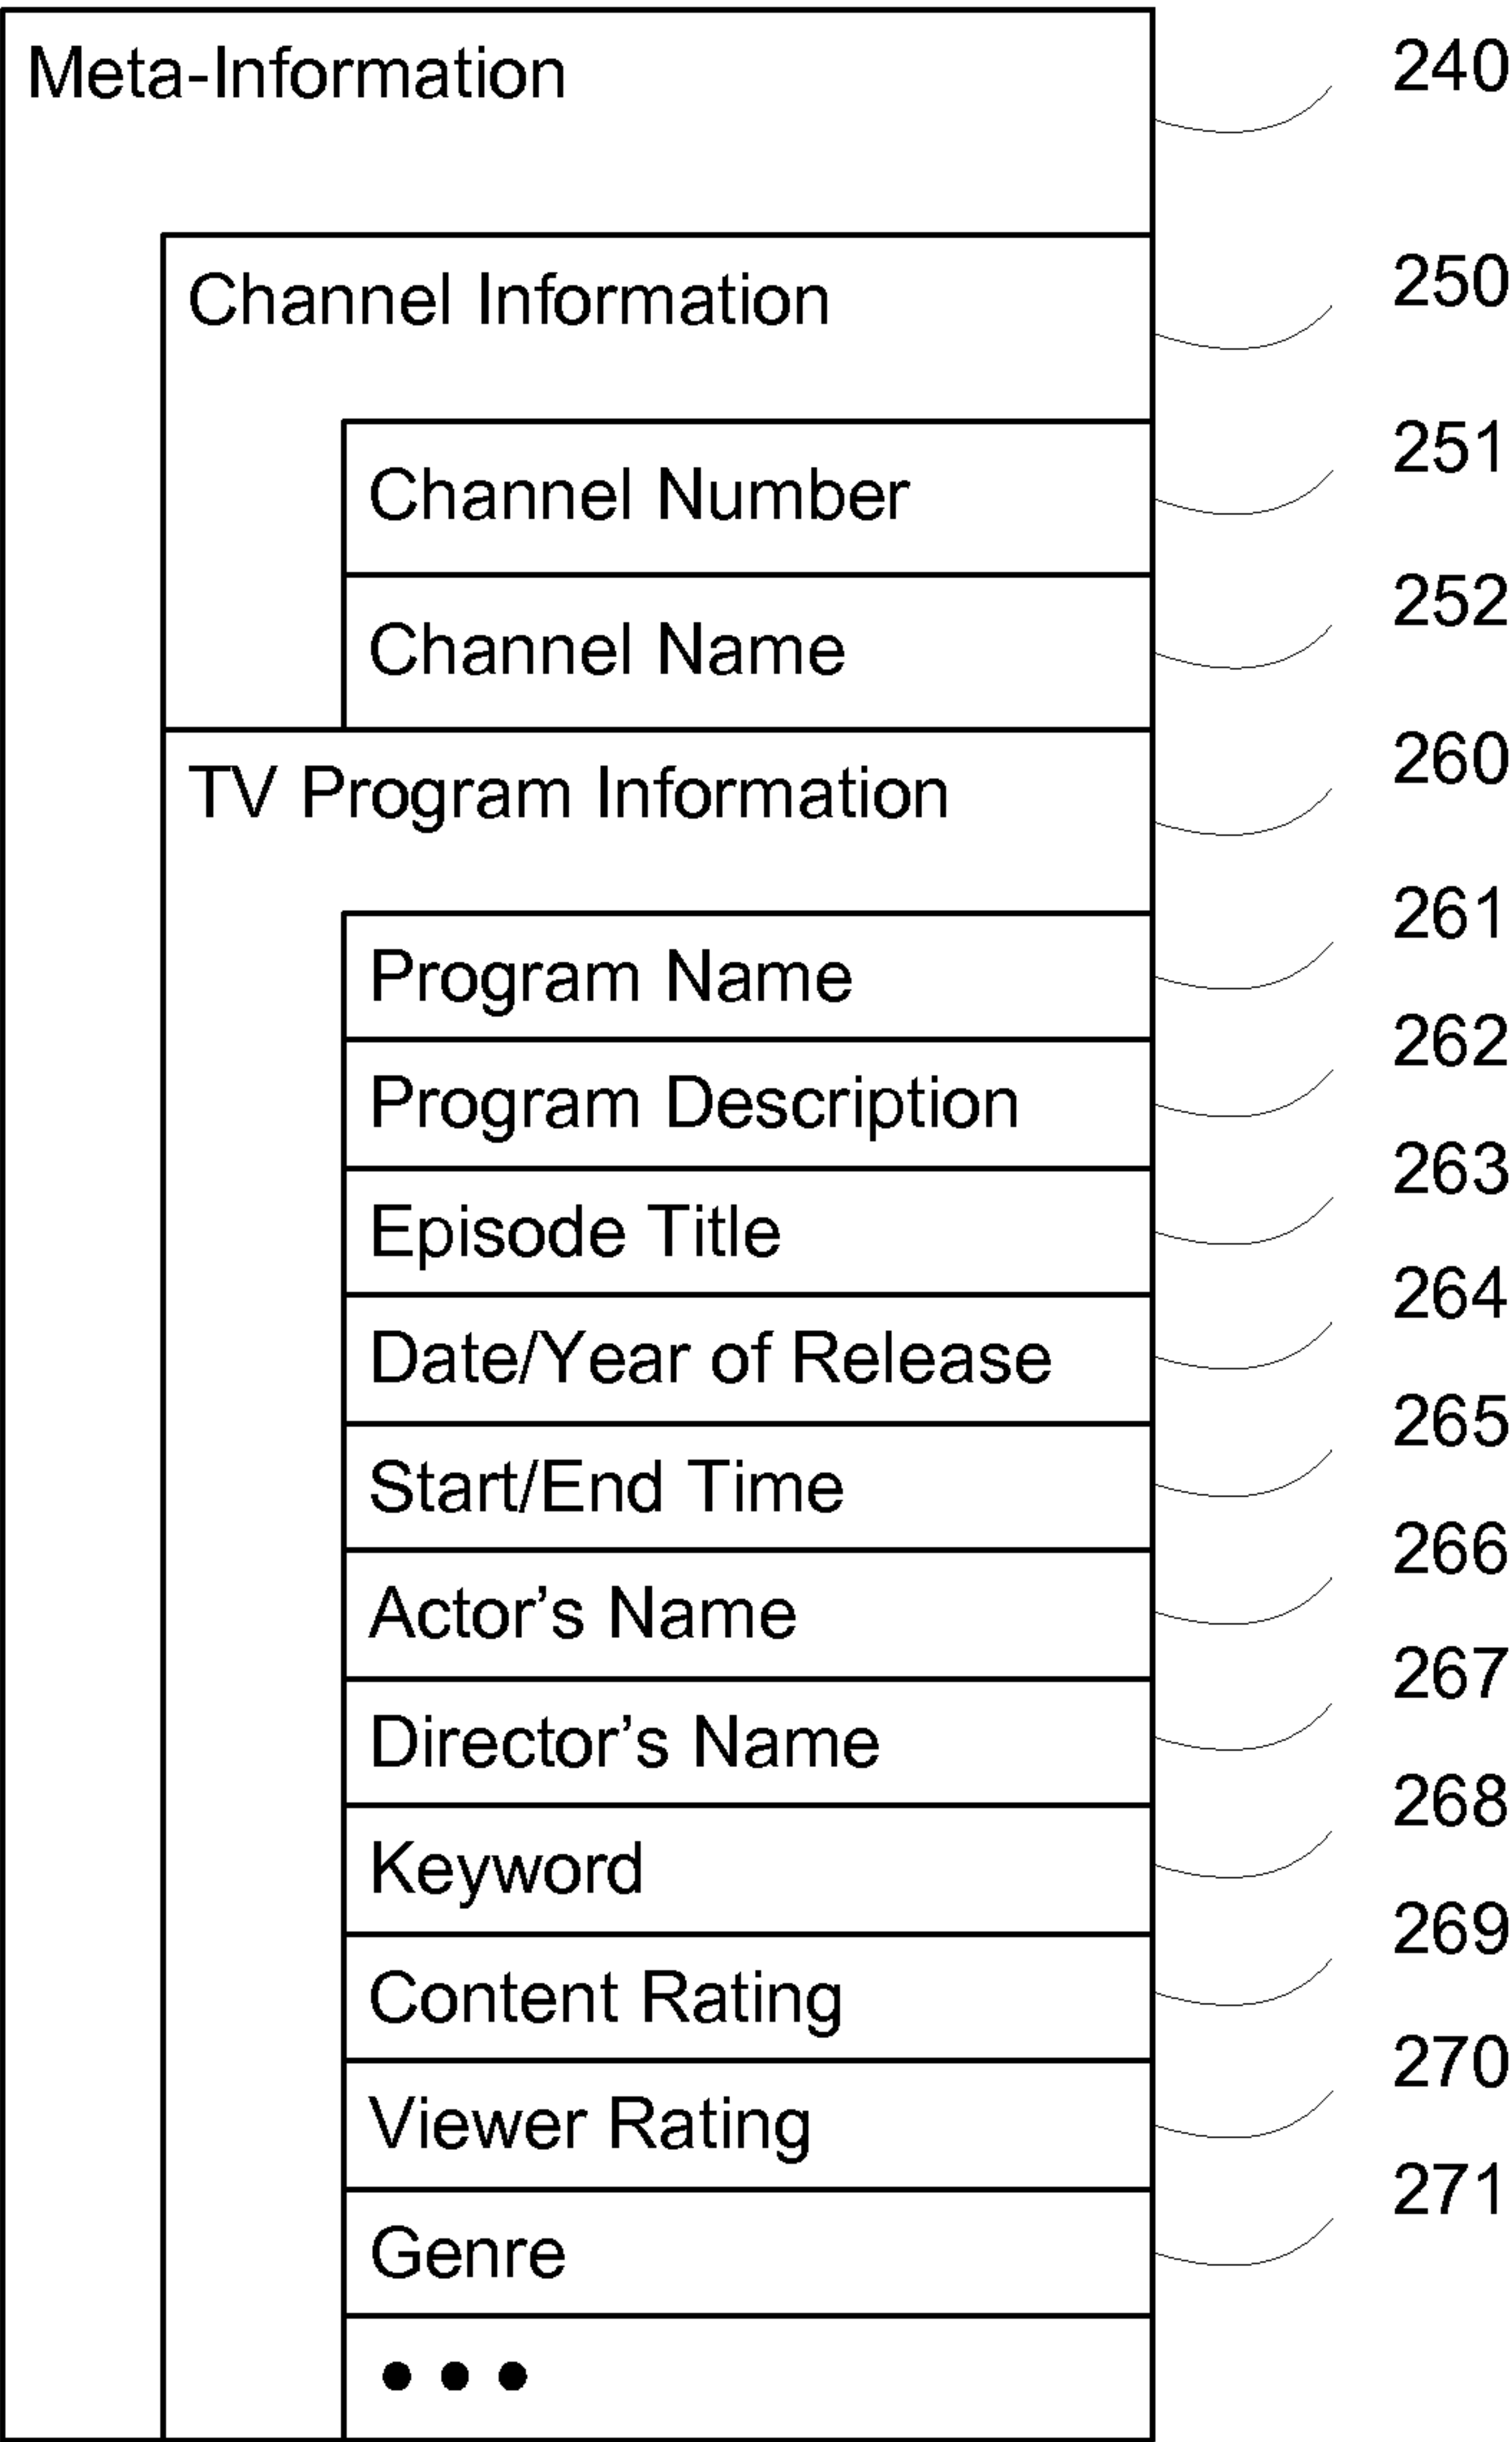 Meta-Information 240
Channel Information 250
Channel Number 251
Channel Name 252
TV Program Information 260
Program Name 261
Program Description 262
Episode Title 263
Date/Year of Release 264
Start/End Time 265
Actor’s Name 266
Director’s Name 267
Keyword 268
Content Rating 269
Viewer Rating 270
Genre 271
● ● ●